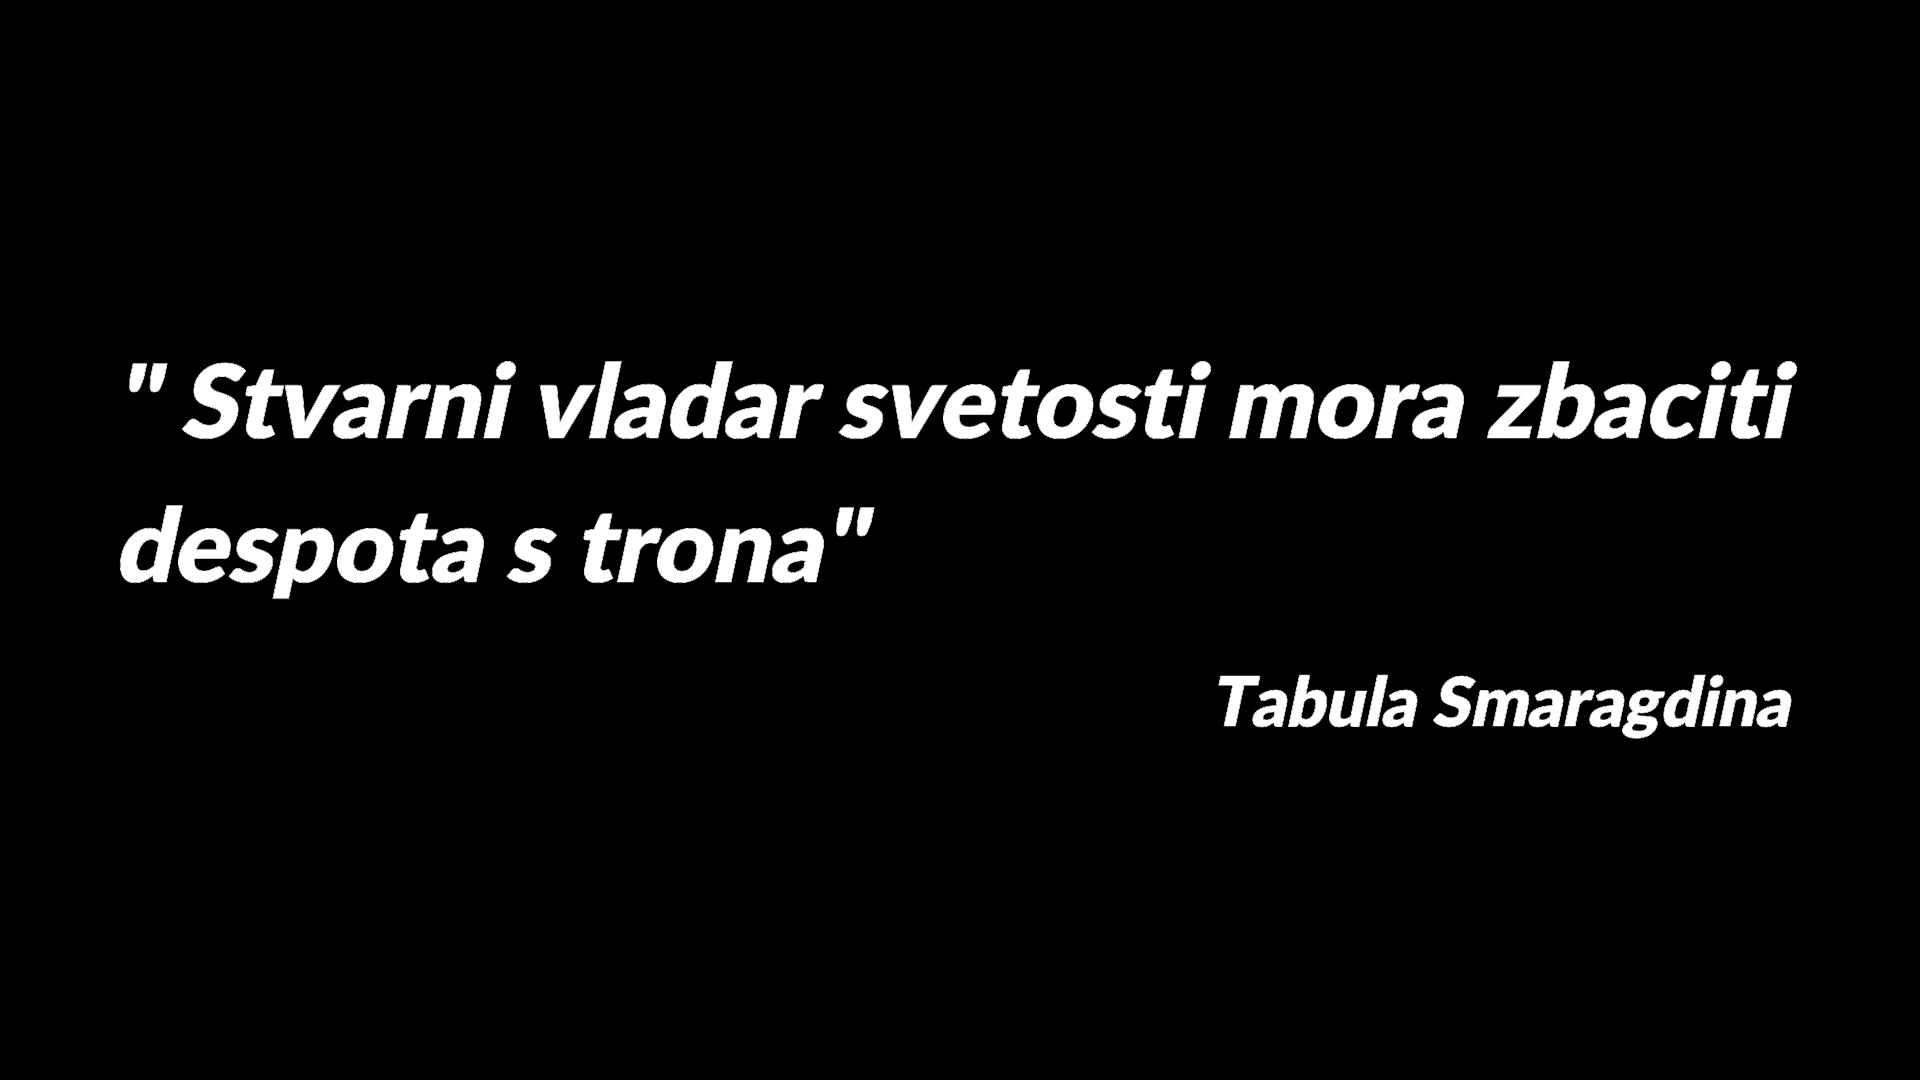 " Stvarni vladar svetosti mora zbaciti
despota s trona"
Tabula Smaragdina